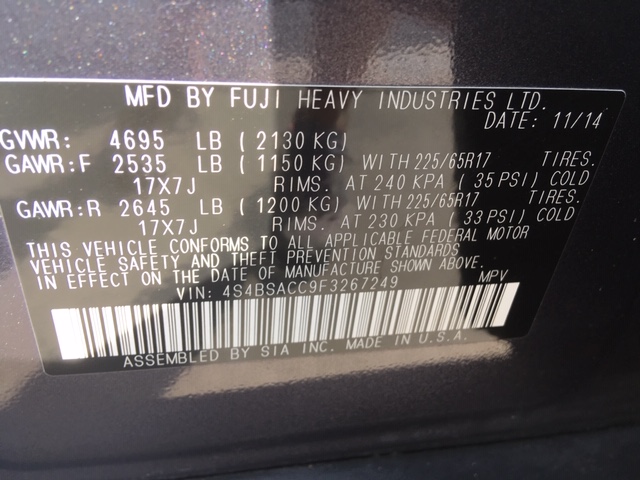 MFD BY FUJI HEAVY INDUSTRIES LTD.
DATE: 11/14
GVWR: 4695 LB (2130 KG)
GAWR:F 2535 LB (1150 KG) WITH 225/65R17 TIRES.
17X7J RIMS. AT 240 KPA (35 PSI) COLD
GAWR:R 2645 LB (1200 KG) WITH 225/65R17 TIRES.
17X7J RIMS. AT 230 KPA (33 PSI) COLD
THIS VEHICLE CONFORMS TO ALL APPLICABLE FEDERAL MOTOR
VEHICLE SAFETY AND THEFT PREVENTION STANDARDS
IN EFFECT ON THE DATE OF MANUFACTURE SHOWN ABOVE.
VIN: 4S4BSACC9F3267249 MPV
ASSEMBLED BY SIA INC. MADE IN U.S.A.